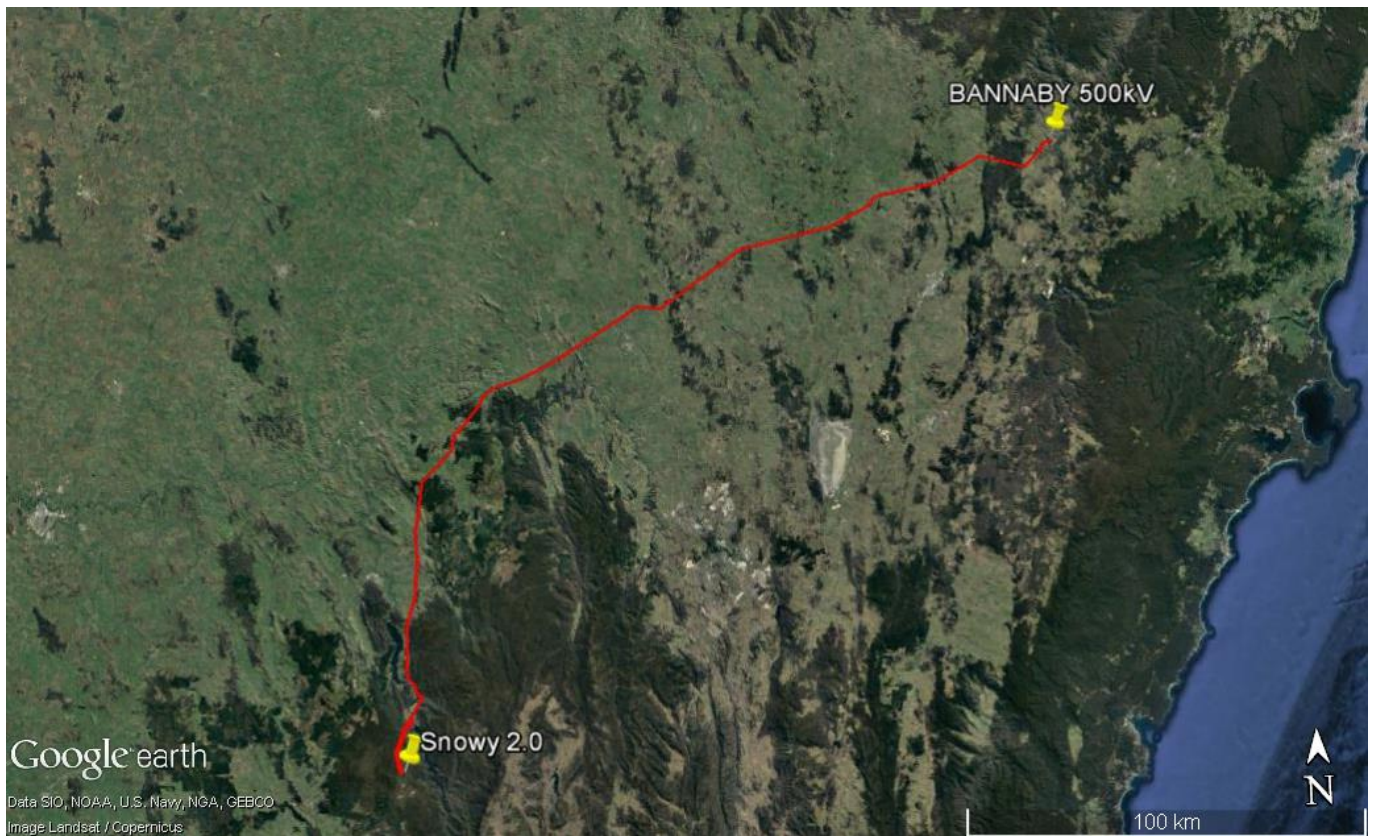 BANNABY 500kV
Snowy 2.0
Google earth
Data SIO, NOAA, U.S. Navy, NGA, GEBCO
Image Landsat / Copernicus
100 km
N